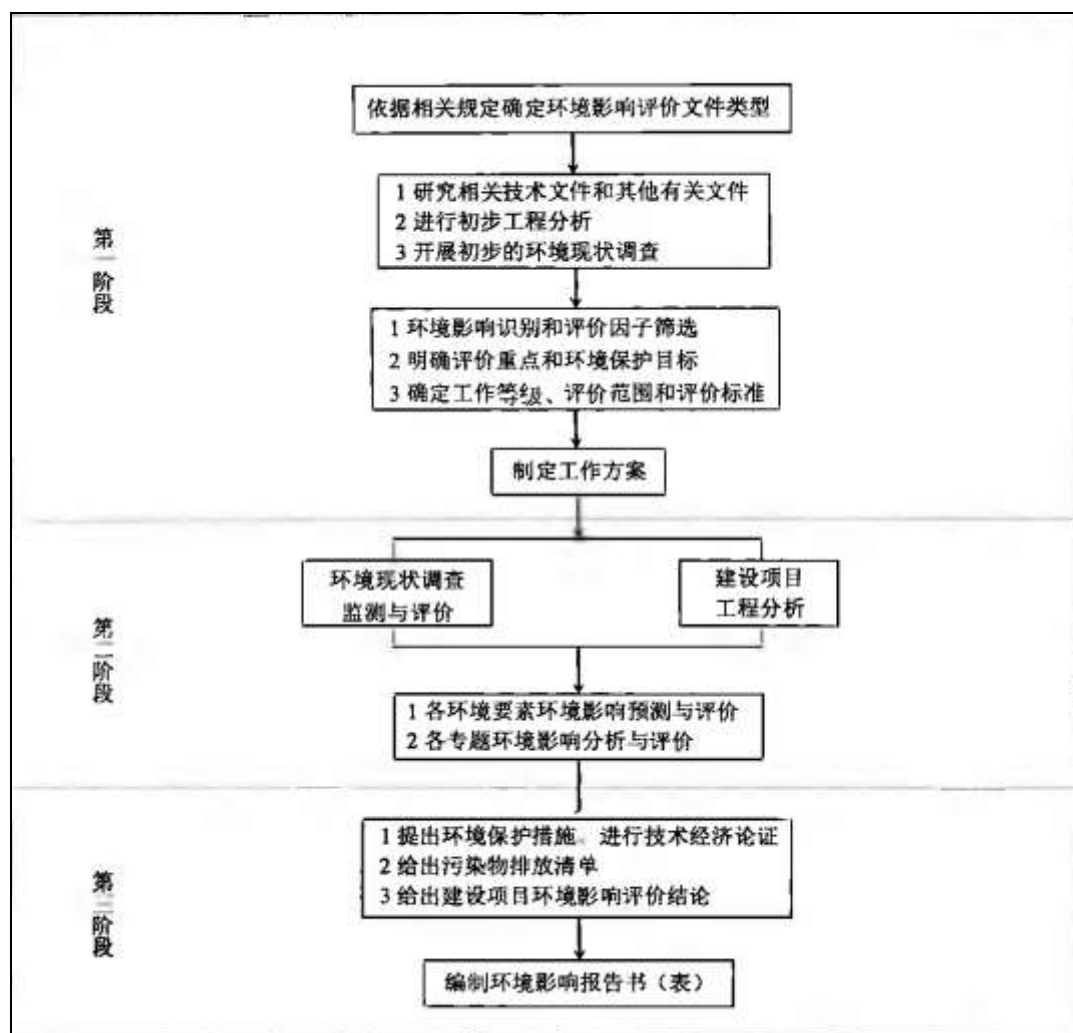 依据相关规定确定环境影响评价文件类型
1 研究相关技术文件和其他有关文件
2 进行初步工程分析
3 开展初步的环境现状调查
第一阶段
1 环境影响识别和评价因子筛选
2 明确评价重点和环境保护目标
3 确定工作等级、评价范围和评价标准
制定工作方案
环境现状调查
监测与评价
建设项目
工程分析
第二阶段
1 各环境要素环境影响预测与评价
2 各专题环境影响分析与评价
1 提出环境保护措施、进行技术经济论证
2 给出污染物排放清单
3 给出建设项目环境影响评价结论
第三阶段
编制环境影响报告书（表）